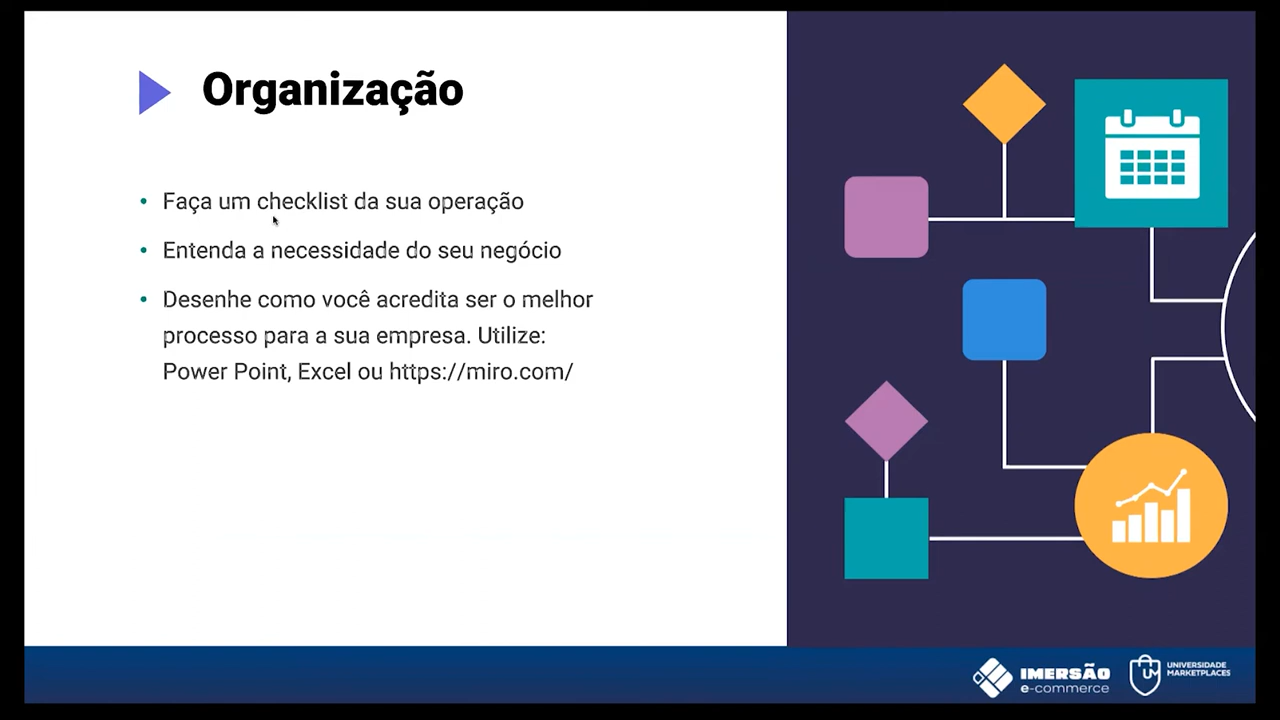 Organização
• Faça um checklist da sua operação
• Entenda a necessidade do seu negócio
• Desenhe como você acredita ser o melhor
processo para a sua empresa. Utilize:
Power Point, Excel ou https://miro.com/
IMERSÃO
e-commerce
UM
UNIVERSIDADE
MARKETPLACES